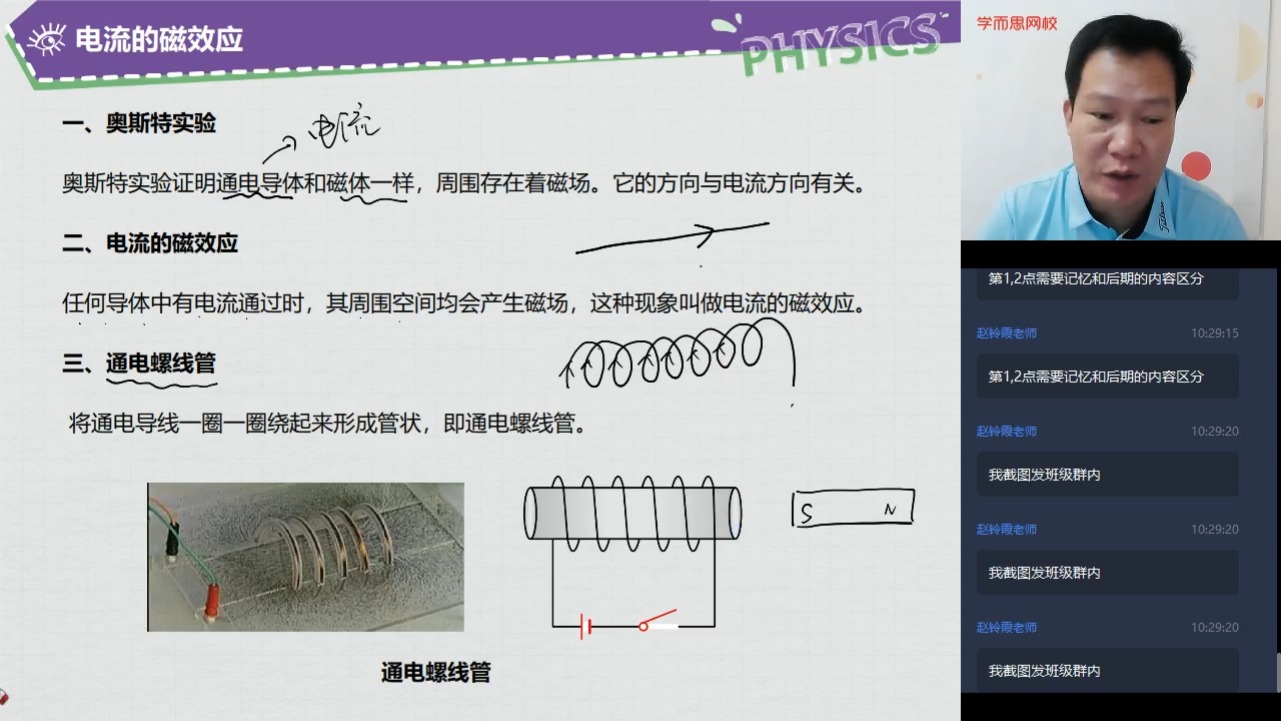 电流的磁效应
PHYSICS
一、奥斯特实验
电流
奥斯特实验证明通电导体和磁体一样，周围存在着磁场。它的方向与电流方向有关。
二、电流的磁效应
任何导体中有电流通过时，其周围空间均会产生磁场，这种现象叫做电流的磁效应。
三、通电螺线管
将通电导线一圈一圈绕起来形成管状，即通电螺线管。
S N
通电螺线管
学而思网校
第1,2点需要记忆和后期的内容区分
赵铃霞老师 10:29:15
第1,2点需要记忆和后期的内容区分
赵铃霞老师 10:29:20
我截图发班级群内
赵铃霞老师 10:29:20
我截图发班级群内
赵铃霞老师 10:29:20
我截图发班级群内